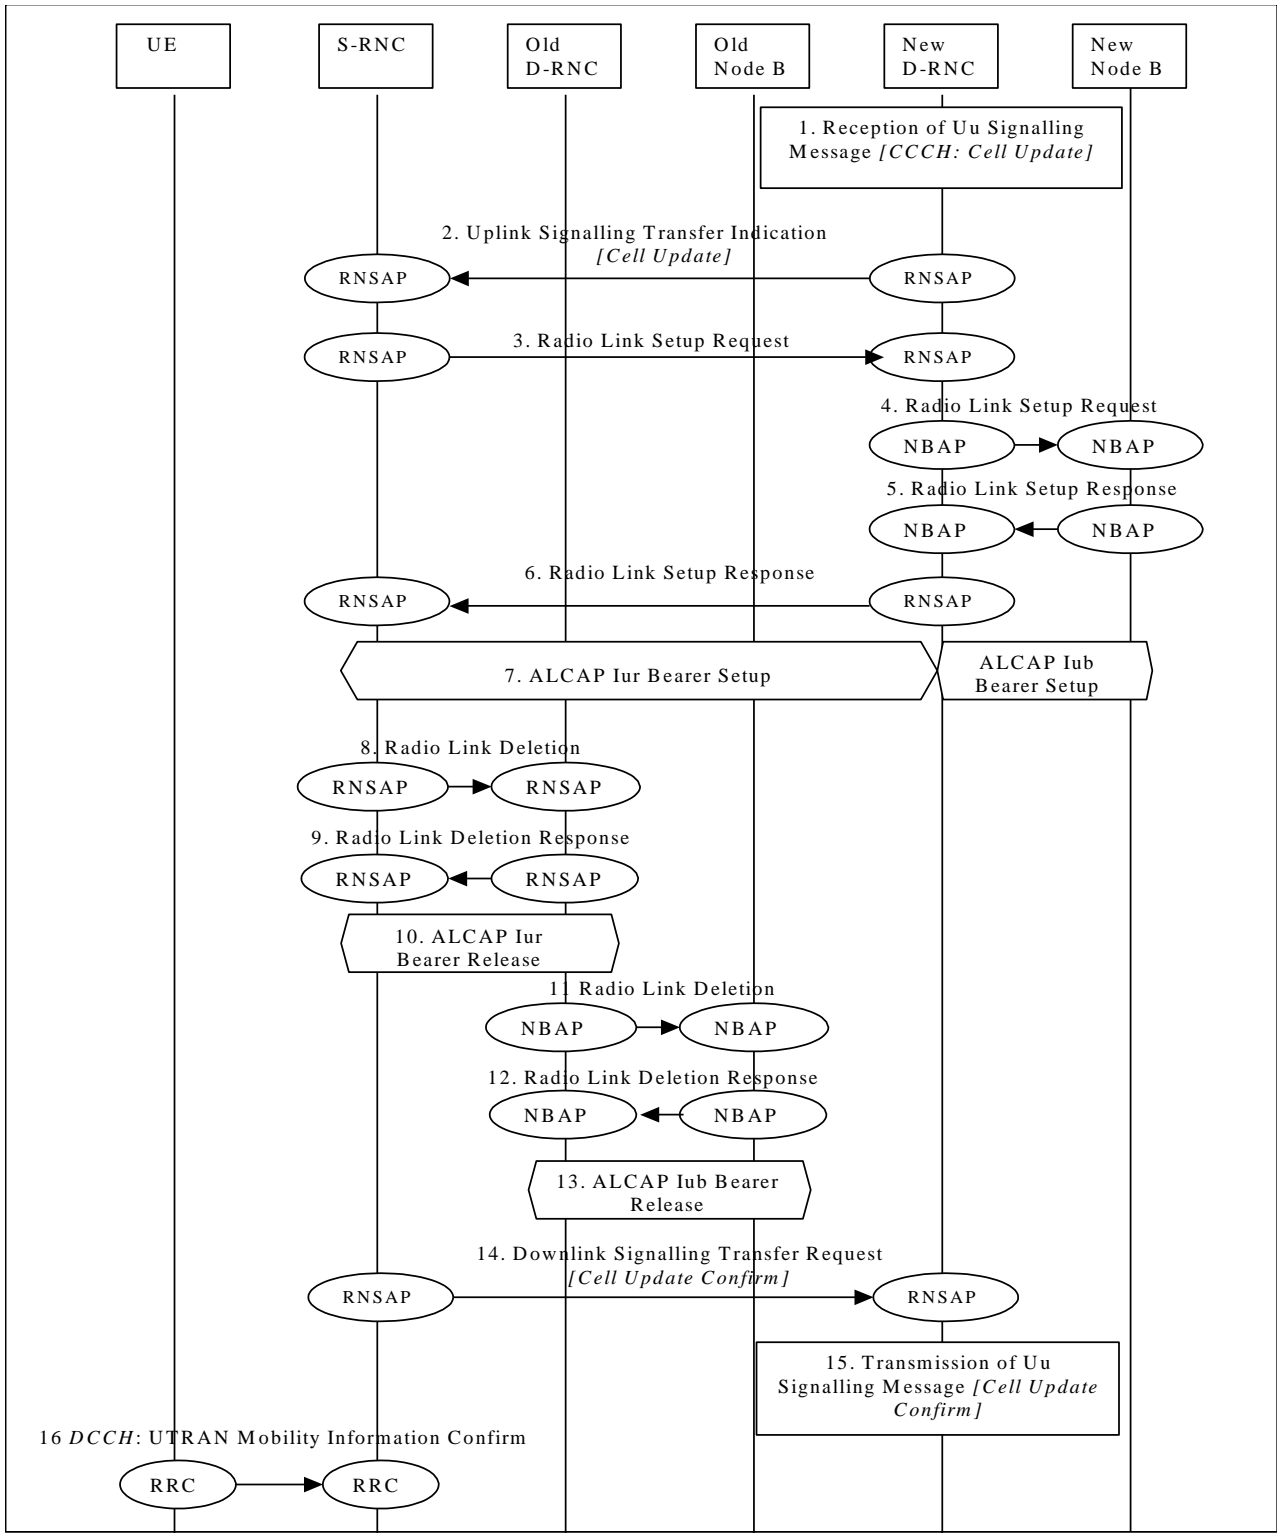 UE
S-RNC
Old
D-RNC
Old
Node B
New
D-RNC
New
Node B
1. Reception of Uu Signalling
Message [CCCH: Cell Update]
2. Uplink Signalling Transfer Indication
[Cell Update]
RNSAP
RNSAP
3. Radio Link Setup Request
RNSAP
RNSAP
4. Radio Link Setup Request
NBAP
NBAP
5. Radio Link Setup Response
NBAP
NBAP
6. Radio Link Setup Response
RNSAP
RNSAP
7. ALCAP Iur Bearer Setup
ALCAP Iub
Bearer Setup
8. Radio Link Deletion
RNSAP
RNSAP
9. Radio Link Deletion Response
RNSAP
RNSAP
10. ALCAP Iur
Bearer Release
11 Radio Link Deletion
NBAP
NBAP
12. Radio Link Deletion Response
NBAP
NBAP
13. ALCAP Iub Bearer
Release
14. Downlink Signalling Transfer Request
[Cell Update Confirm]
RNSAP
RNSAP
15. Transmission of Uu
Signalling Message [Cell Update
Confirm]
16 DCCH: UTRAN Mobility Information Confirm
RRC
RRC